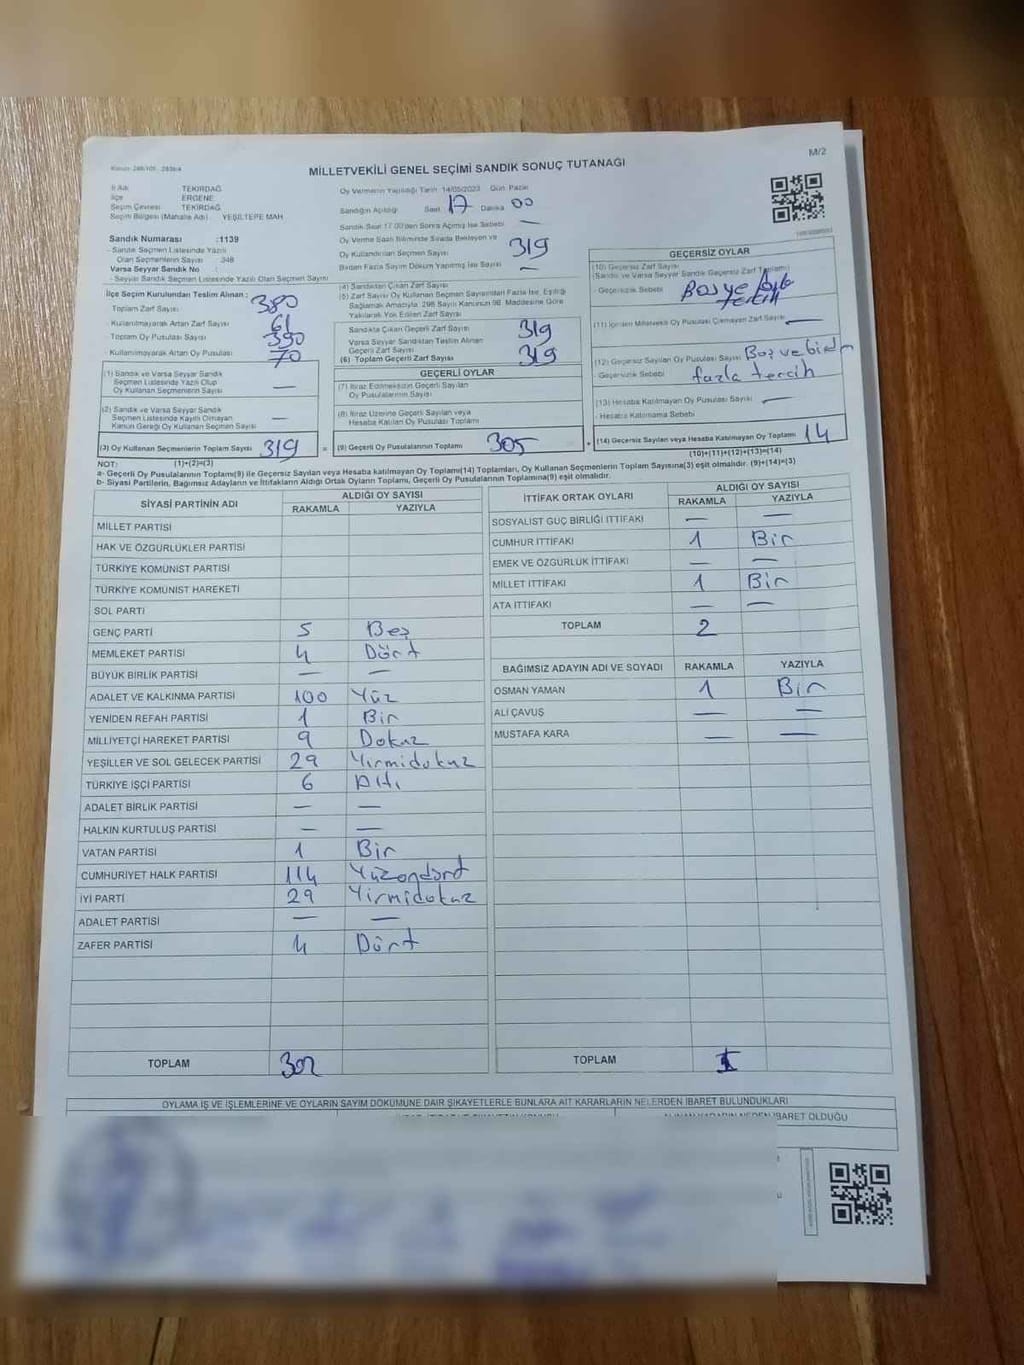 M/2
MİLLETVEKİLİ GENEL SEÇİMİ SANDIK SONUÇ TUTANAĞI
İl Adı TEKİRDAĞ
İlçe ERGENE
Seçim Çevresi TEKİRDAĞ
Seçim Bölgesi (Mahalle Adı) YEŞİLTEPE MAH
Sandık Numarası :1139
- Sandık Seçmen Listesinde Yazılı
Olan Seçmenlerin Sayısı 348
Varsa Seyyar Sandık No :
- Seyyar Sandık Seçmen Listesinde Yazılı Olan Seçmen Sayısı
Oy Vermenin Yapıldığı Tarih 14/05/2023 Gün Pazar
Sandığın Açıldığı Saat 17 Dakika 00
Sandık Saat 17.00'den Sonra Açılmış İse Sebebi —
Oy Verme Saati Bitiminde Sırada Bekleyen ve
Oy Kullandırılan Seçmen Sayısı 319
Birden Fazla Sayım Döküm Yapılmış İse Sayısı —
İlçe Seçim Kurulundan Teslim Alınan :
Toplam Zarf Sayısı 380
- Kullanılmayarak Artan Zarf Sayısı 61
Toplam Oy Pusulası 390
- Kullanılmayarak Artan Oy Pusulası 70
(1) Sandık ve Varsa Seyyar Sandık
Seçmen Listesinde Yazılı Olup
Oy Kullanan Seçmenlerin Sayısı —
(2) Sandık ve Varsa Seyyar Sandık
Seçmen Listesinde Kayıtlı Olmayan
Kanun Gereği Oy Kullanan Seçmen Sayısı —
(3) Oy Kullanan Seçmenlerin Toplam Sayısı 319
(1)+(2)=(3)
(4) Sandıktan Çıkan Zarf Sayısı
(5) Zarf Sayısı Oy Kullanan Seçmen Sayısından Fazla İse, Eşitliği
Sağlamak Amacıyla, 298 Sayılı Kanunun 98. Maddesine Göre
Yakılarak Yok Edilen Zarf Sayısı
Sandıkta Çıkan Geçerli Zarf Sayısı 319
Varsa Seyyar Sandıktan Teslim Alınan
Geçerli Zarf Sayısı
(6) Toplam Geçerli Zarf Sayısı 319
GEÇERLİ OYLAR
(7) İtiraz Edilmeksizin Geçerli Sayılan
Oy Pusulaları Toplamı
(8) İtiraz Üzerine Geçerli Sayılan veya
Hesaba Katılan Oy Pusulası Toplamı
= (9) Geçerli Oy Pusulalarının Toplamı 305 +
GEÇERSİZ OYLAR
(10) Geçersiz Zarf Sayısı
(Sandık ve Varsa Seyyar Sandık Geçersiz Zarf Toplamı)
- Geçersizlik Sebebi
(11) İçinden Milletvekili Oy Pusulası Çıkmayan Zarf Sayısı —
(12) Geçersiz Sayılan Oy Pusulası Sayısı Boş ve birden
- Geçersizlik Sebebi fazla tercih
(13) Hesaba Katılmayan Oy Pusulası Sayısı —
- Hesaba Katılmama Sebebi
(14) Geçersiz Sayılan veya Hesaba Katılmayan Oy Toplamı 14
(10)+(11)+(12)+(13)=(14)
NOT:
a- Geçerli Oy Pusulalarının Toplamı(9) ile Geçersiz Sayılan veya Hesaba katılmayan Oy Toplamı(14) Toplamları, Oy Kullanan Seçmenlerin Toplam Sayısına(3) eşit olmalıdır. (9)+(14)=(3)
b- Siyasi Partilerin, Bağımsız Adayların ve İttifakların Aldığı Ortak Oyların Toplamı, Geçerli Oy Pusulalarının Toplamına(9) eşit olmalıdır.
SİYASİ PARTİNİN ADI ALDIĞI OY SAYISI
RAKAMLA YAZIYLA
MİLLET PARTİSİ
HAK VE ÖZGÜRLÜKLER PARTİSİ
TÜRKİYE KOMÜNİST PARTİSİ
TÜRKİYE KOMÜNİST HAREKETİ
SOL PARTİ
GENÇ PARTİ 5 Beş
MEMLEKET PARTİSİ 4 Dört
BÜYÜK BİRLİK PARTİSİ — —
ADALET VE KALKINMA PARTİSİ 100 Yüz
YENİDEN REFAH PARTİSİ 1 Bir
MİLLİYETÇİ HAREKET PARTİSİ 9 Dokuz
YEŞİLLER VE SOL GELECEK PARTİSİ 29 Yirmidokuz
TÜRKİYE İŞÇİ PARTİSİ 6 Altı
ADALET BİRLİK PARTİSİ — —
HALKIN KURTULUŞ PARTİSİ — —
VATAN PARTİSİ 1 Bir
CUMHURİYET HALK PARTİSİ 114 Yüzondört
İYİ PARTİ 29 Yirmidokuz
ADALET PARTİSİ — —
ZAFER PARTİSİ 4 Dört
TOPLAM 302
İTTİFAK ORTAK OYLARI ALDIĞI OY SAYISI
RAKAMLA YAZIYLA
SOSYALİST GÜÇ BİRLİĞİ İTTİFAKI — —
CUMHUR İTTİFAKI 1 Bir
EMEK VE ÖZGÜRLÜK İTTİFAKI — —
MİLLET İTTİFAKI 1 Bir
ATA İTTİFAKI — —
TOPLAM 2
BAĞIMSIZ ADAYIN ADI VE SOYADI RAKAMLA YAZIYLA
OSMAN YAMAN 1 Bir
ALİ ÇAVUŞ — —
MUSTAFA KARA — —
TOPLAM 1
OYLAMA İŞ VE İŞLEMLERİNE VE OYLARIN SAYIM DÖKÜMÜNE DAİR ŞİKAYETLERLE BUNLARA AİT KARARLARIN NELERDEN İBARET BULUNDUKLARI